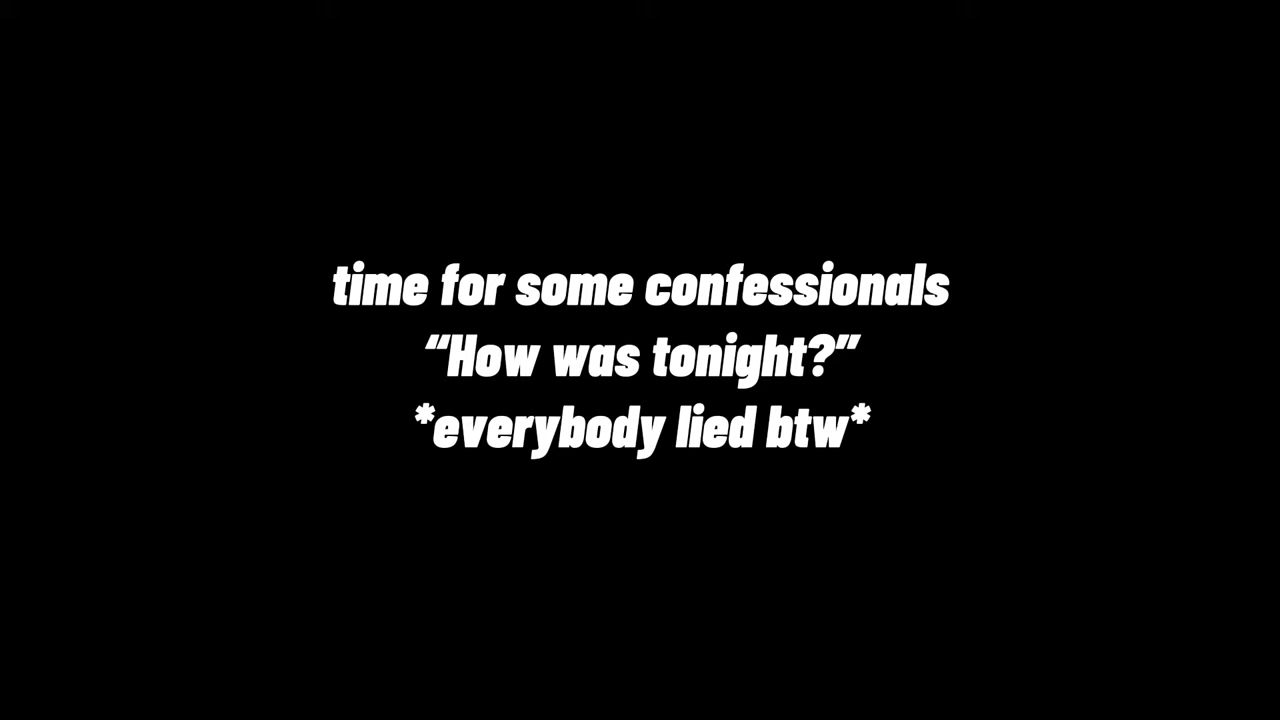 time for some confessionals
“How was tonight?”
*everybody lied btw*